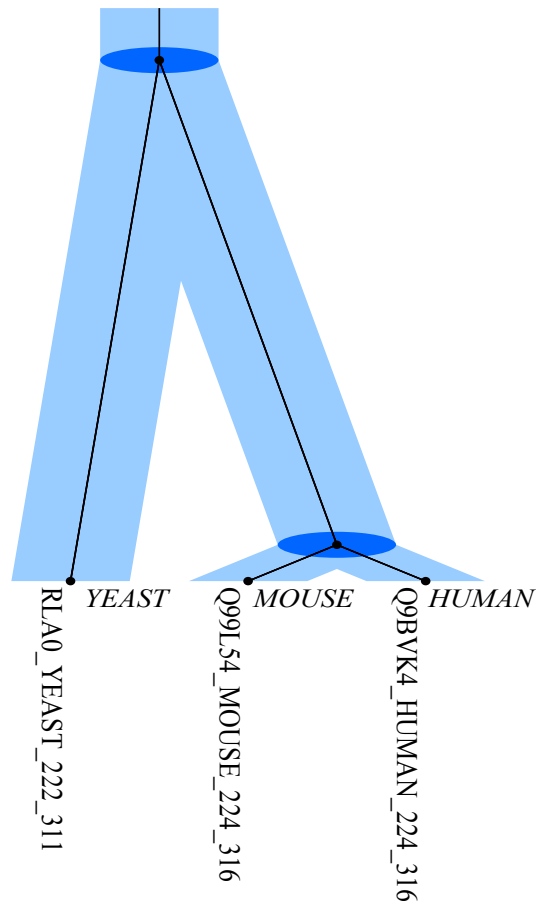 YEAST
MOUSE
HUMAN
RLA0_YEAST_222_311
Q99L54_MOUSE_224_316
Q9BVK4_HUMAN_224_316